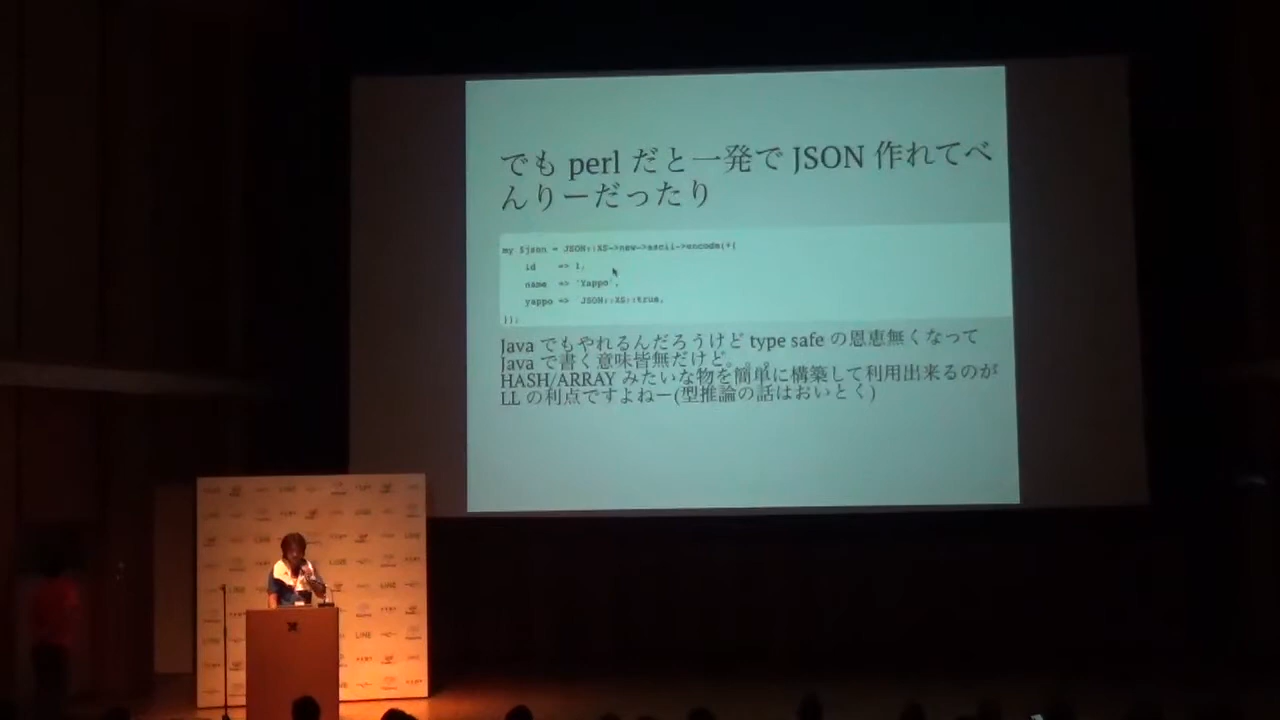 でも perl だと一発で JSON 作れてべ
んりーだったり
my $json = JSON::XS->new->ascii->encode(+{
id => 1,
name => 'Yappo',
yappo => JSON::XS::true,
});
Java でもやれるんだろうけど type safe の恩恵無くなって
Java で書く意味皆無だけど。。。
HASH/ARRAY みたいな物を簡単に構築して利用出来るのが
LL の利点ですよねー(型推論の話はおいとく)
LINE
LINE
LINE
LINE